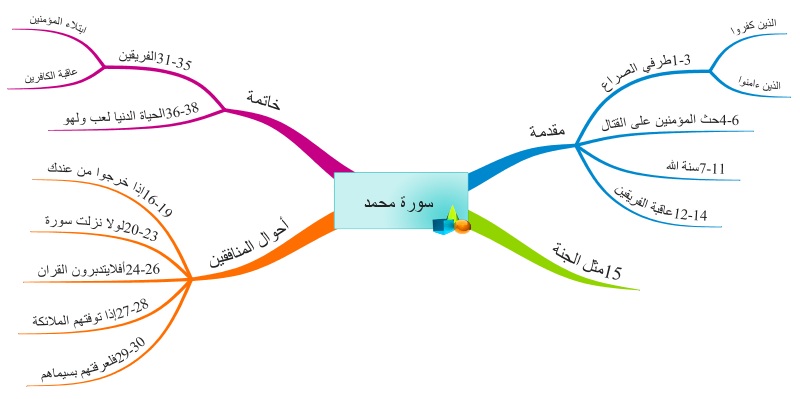 سورة محمد
مقدمة
1-3طرفي الصراع
الذين كفروا
الذين ءامنوا
4-6حث المؤمنين على القتال
7-11سنة الله
12-14عاقبة الفريقين
15مثل الجنة
أحوال المنافقين
16-19إذا خرجوا من عندك
20-23لولا نزلت سورة
24-26أفلايتدبرون القران
27-28إذا توفتهم الملائكة
29-30فلعرفتهم بسيماهم
خاتمة
31-35الفريقين
ابتلاء المؤمنين
عاقبة الكافرين
36-38الحياة الدنيا لعب ولهو